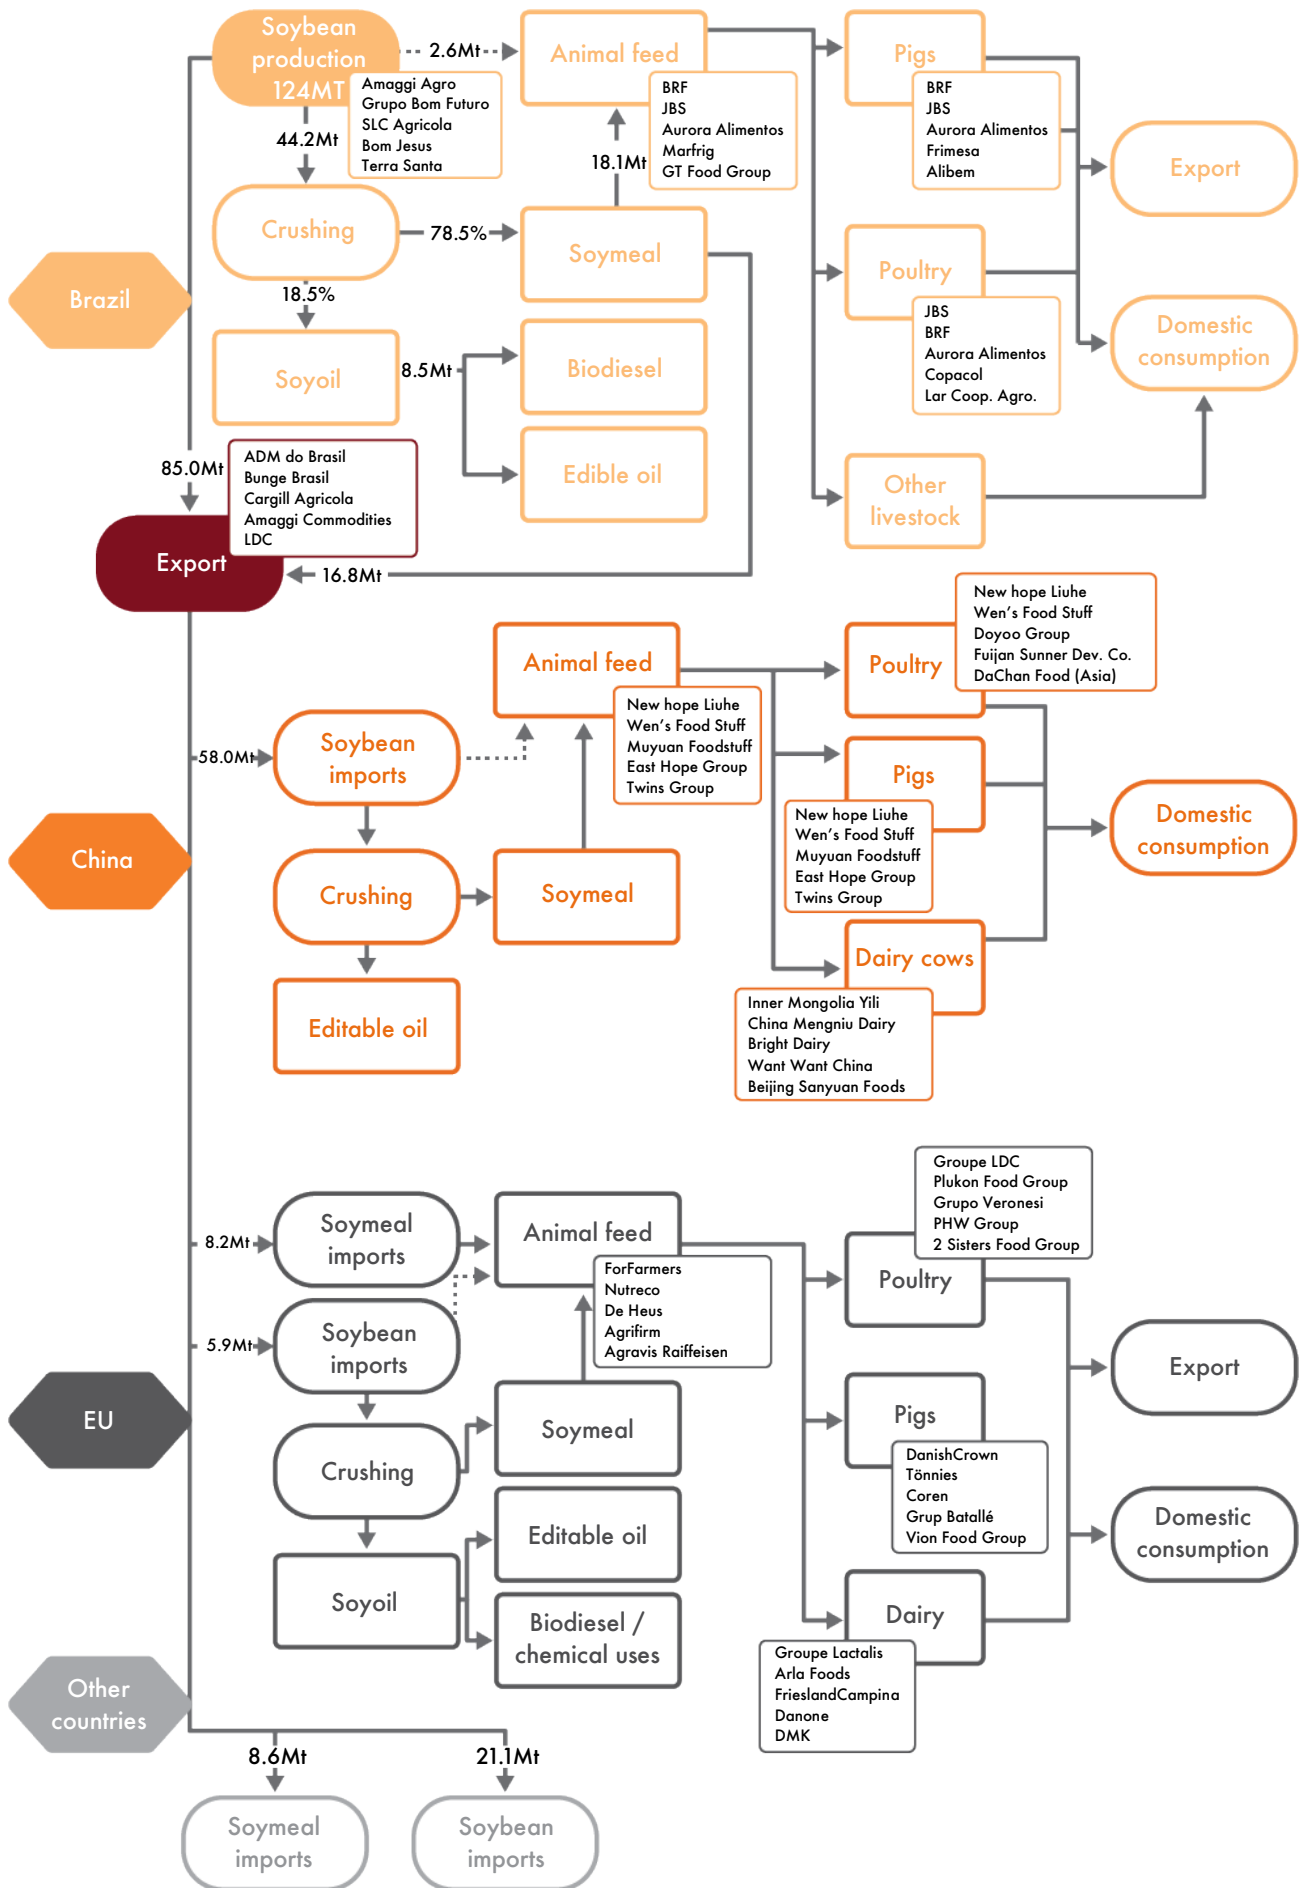 Soybean
production
124MT
2.6Mt
Animal feed
Pigs
Amaggi Agro
Grupo Bom Futuro
SLC Agricola
Bom Jesus
Terra Santa
BRF
JBS
Aurora Alimentos
Marfrig
GT Food Group
BRF
JBS
Aurora Alimentos
Frimesa
Alibem
44.2Mt
18.1Mt
Export
Crushing
78.5%
Soymeal
Poultry
Brazil
18.5%
JBS
BRF
Aurora Alimentos
Copacol
Lar Coop. Agro.
Domestic
consumption
Soyoil
8.5Mt
Biodiesel
Edible oil
Other
livestock
85.0Mt
ADM do Brasil
Bunge Brasil
Cargill Agricola
Amaggi Commodities
LDC
Export
16.8Mt
New hope Liuhe
Wen's Food Stuff
Doyoo Group
Fuijan Sunner Dev. Co.
DaChan Food (Asia)
Animal feed
Poultry
New hope Liuhe
Wen's Food Stuff
Muyuan Foodstuff
East Hope Group
Twins Group
58.0Mt
Soybean
imports
Pigs
New hope Liuhe
Wen's Food Stuff
Muyuan Foodstuff
East Hope Group
Twins Group
Domestic
consumption
China
Crushing
Soymeal
Dairy cows
Inner Mongolia Yili
China Mengniu Dairy
Bright Dairy
Want Want China
Beijing Sanyuan Foods
Editable oil
Groupe LDC
Plukon Food Group
Grupo Veronesi
PHW Group
2 Sisters Food Group
8.2Mt
Soymeal
imports
Animal feed
Poultry
ForFarmers
Nutreco
De Heus
Agrifirm
Agravis Raiffeisen
5.9Mt
Soybean
imports
Export
EU
Soymeal
Pigs
DanishCrown
Tönnies
Coren
Grup Batallé
Vion Food Group
Crushing
Editable oil
Domestic
consumption
Soyoil
Biodiesel /
chemical uses
Dairy
Groupe Lactalis
Arla Foods
FrieslandCampina
Danone
DMK
Other
countries
8.6Mt
21.1Mt
Soymeal
imports
Soybean
imports